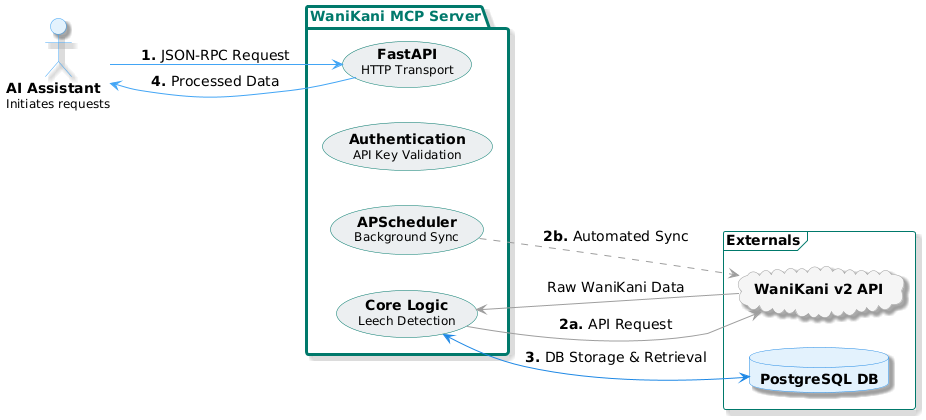 WaniKani MCP Server
1. JSON-RPC Request
FastAPI
HTTP Transport
4. Processed Data
AI Assistant
Initiates requests
Authentication
API Key Validation
APScheduler
Background Sync
2b. Automated Sync
Externals
WaniKani v2 API
Raw WaniKani Data
Core Logic
Leech Detection
2a. API Request
3. DB Storage & Retrieval
PostgreSQL DB